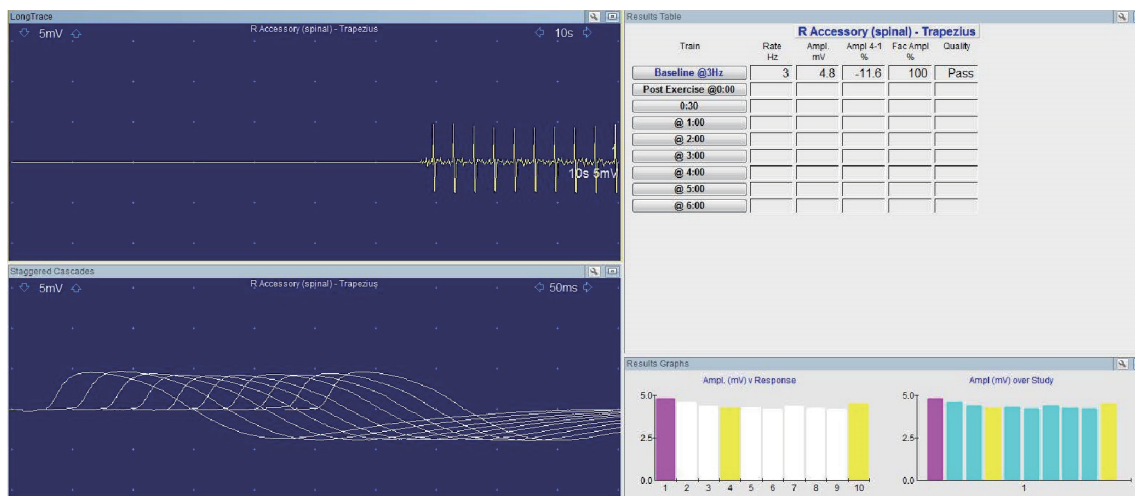 LongTrace
R Accessory (spinal) - Trapezius
5mV
10s
10s 5mV
Staggered Cascades
R Accessory (spinal) - Trapezius
5mV
50ms
Results Table
R Accessory (spinal) - Trapezius
Train Rate Hz Ampl. mV Ampl 4-1 % Fac Ampl % Quality
Baseline @3Hz 3 4.8 -11.6 100 Pass
Post Exercise @0:00
0:30
@ 1:00
@ 2:00
@ 3:00
@ 4:00
@ 5:00
@ 6:00
Results Graphs
Ampl. (mV) v Response
5.0
2.5
0.0
1 2 3 4 5 6 7 8 9 10
Ampl (mV) over Study
5.0
2.5
0.0
1